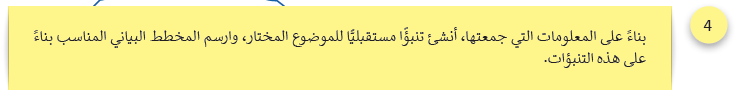 4
بناءً على المعلومات التي جمعتها، أنشئ تنبؤًا مستقبليًّا للموضوع المختار، وارسم المخطط البياني المناسب بناءً
على هذه التنبؤات.